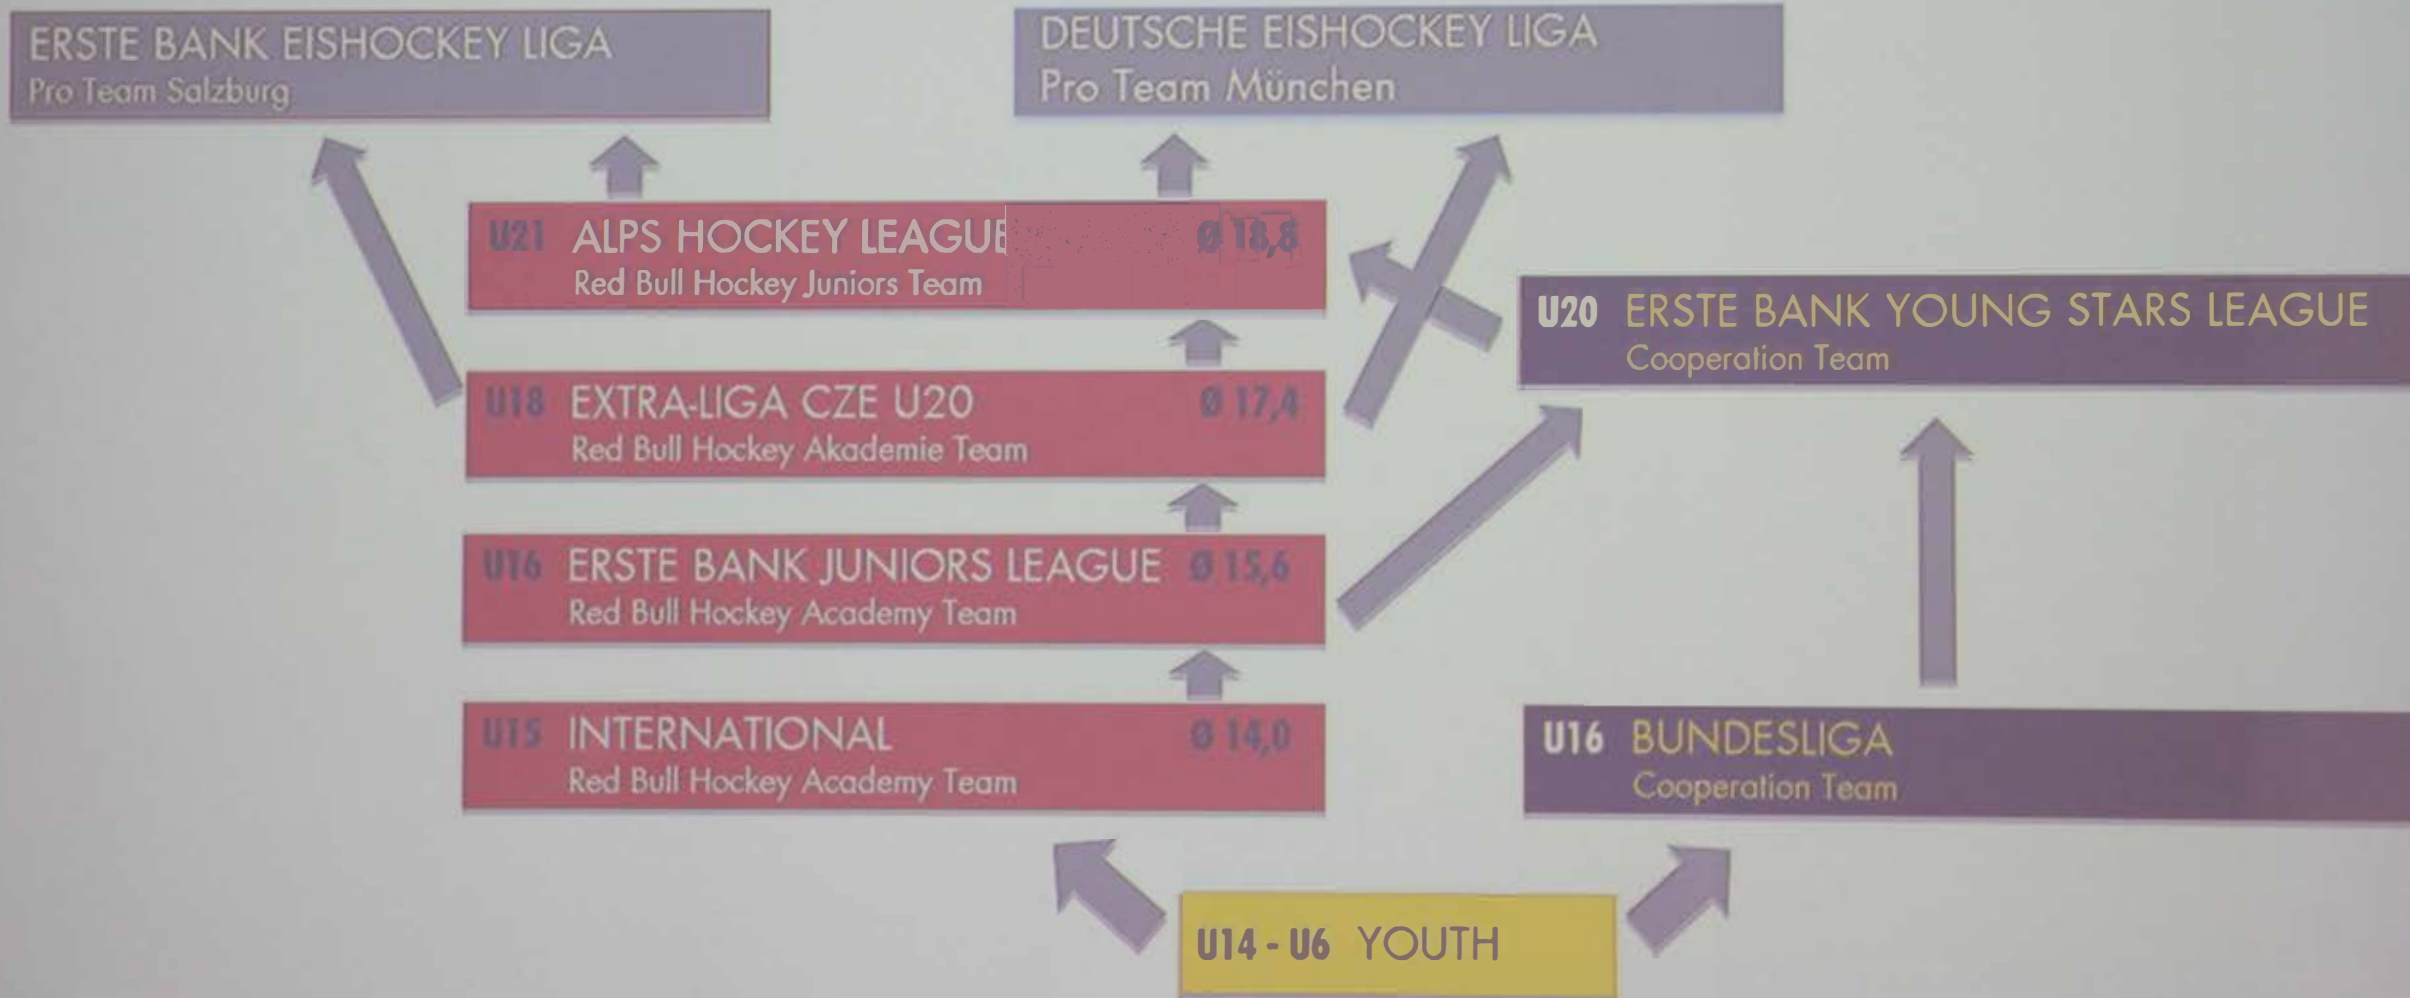 ERSTE BANK EISHOCKEY LIGA
Pro Team Salzburg
DEUTSCHE EISHOCKEY LIGA
Pro Team München
U21 ALPS HOCKEY LEAGUE Ø 18,8
Red Bull Hockey Juniors Team
U20 ERSTE BANK YOUNG STARS LEAGUE
Cooperation Team
U18 EXTRA-LIGA CZE U20 Ø 17,4
Red Bull Hockey Akademie Team
U16 ERSTE BANK JUNIORS LEAGUE Ø 15,6
Red Bull Hockey Academy Team
U15 INTERNATIONAL Ø 14,0
Red Bull Hockey Academy Team
U16 BUNDESLIGA
Cooperation Team
U14 - U6 YOUTH